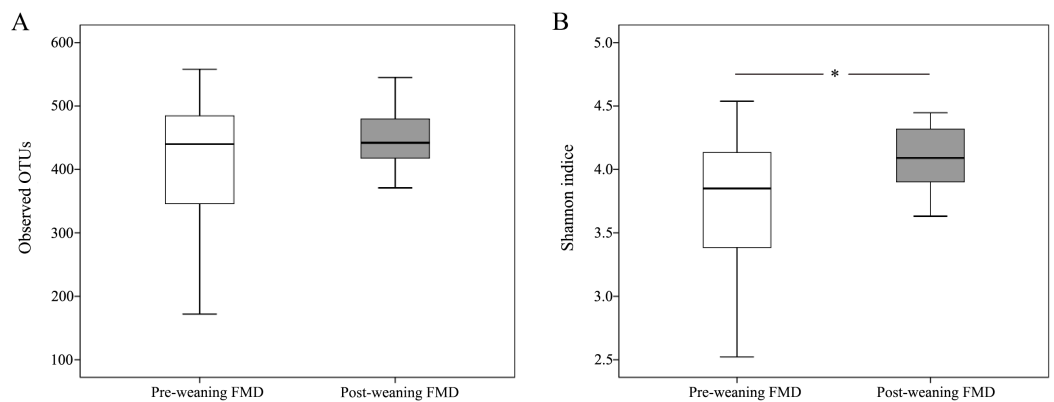 A
600
500
400
300
200
100
Observed OTUs
Pre-weaning FMD
Post-weaning FMD
B
5.0
4.5
4.0
3.5
3.0
2.5
Shannon indice
*
Pre-weaning FMD
Post-weaning FMD